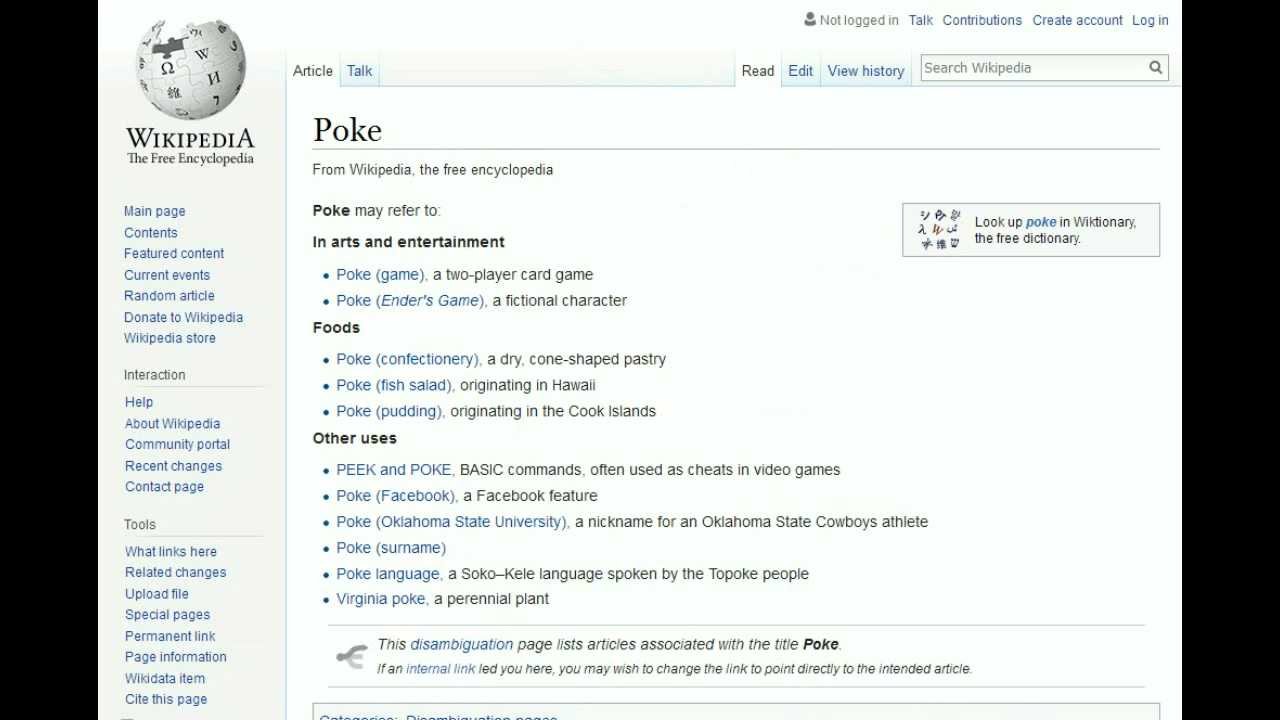 Not logged in Talk Contributions Create account Log in
Article Talk Read Edit View history Search Wikipedia
WIKIPEDIA
The Free Encyclopedia
Main page
Contents
Featured content
Current events
Random article
Donate to Wikipedia
Wikipedia store
Interaction
Help
About Wikipedia
Community portal
Recent changes
Contact page
Tools
What links here
Related changes
Upload file
Special pages
Permanent link
Page information
Wikidata item
Cite this page
Poke
From Wikipedia, the free encyclopedia
Poke may refer to:
Look up poke in Wiktionary,
the free dictionary.
In arts and entertainment
Poke (game), a two-player card game
Poke (Ender's Game), a fictional character
Foods
Poke (confectionery), a dry, cone-shaped pastry
Poke (fish salad), originating in Hawaii
Poke (pudding), originating in the Cook Islands
Other uses
PEEK and POKE, BASIC commands, often used as cheats in video games
Poke (Facebook), a Facebook feature
Poke (Oklahoma State University), a nickname for an Oklahoma State Cowboys athlete
Poke (surname)
Poke language, a Soko–Kele language spoken by the Topoke people
Virginia poke, a perennial plant
This disambiguation page lists articles associated with the title Poke.
If an internal link led you here, you may wish to change the link to point directly to the intended article.
Categories: Disambiguation pages